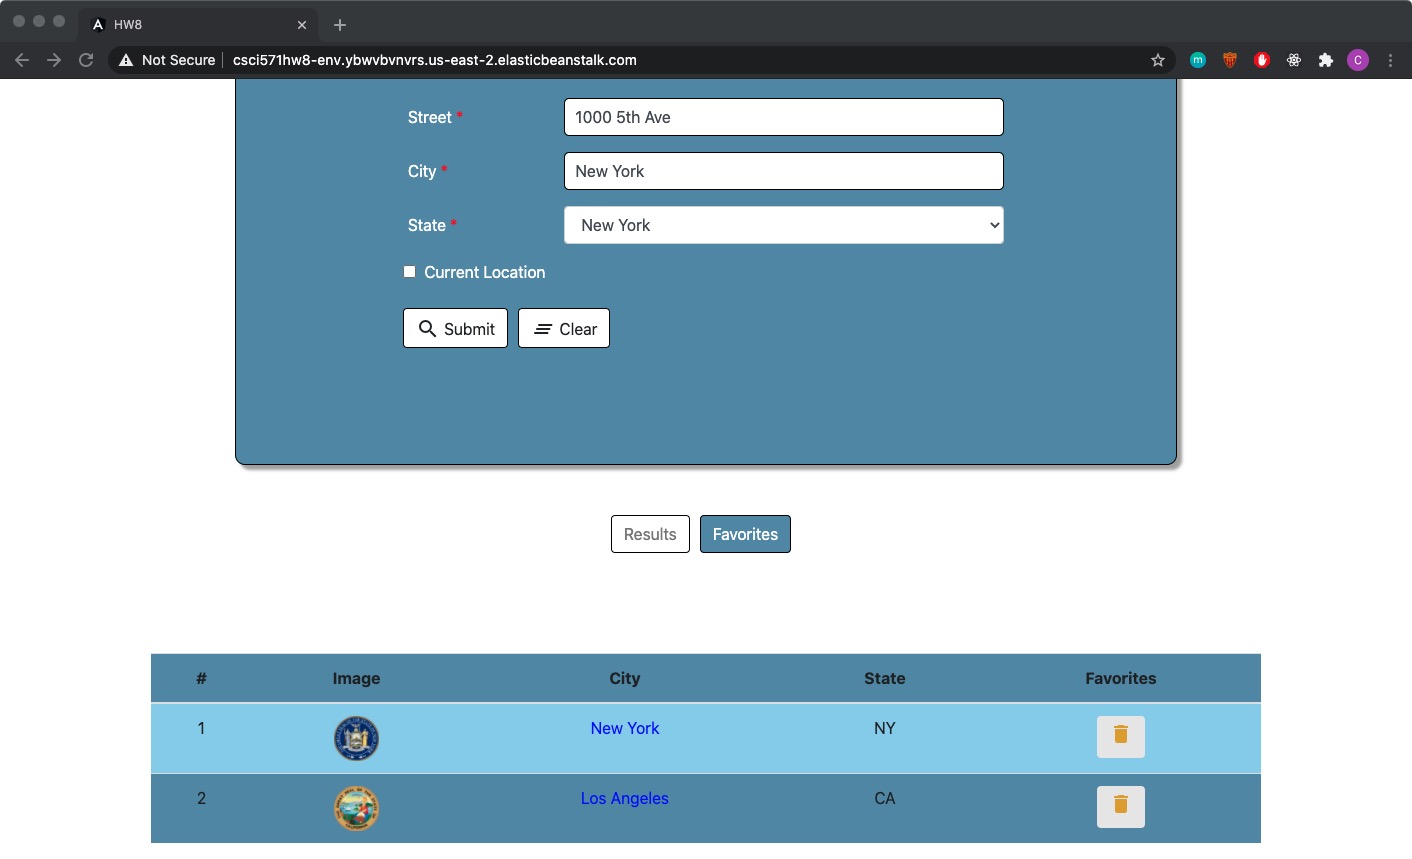 HW8
Not Secure csci571hw8-env.ybwvbvnvrs.us-east-2.elasticbeanstalk.com
m
C
Street * 1000 5th Ave
City * New York
State * New York
Current Location
Submit Clear
Results Favorites
# Image City State Favorites
1 New York NY
2 Los Angeles CA